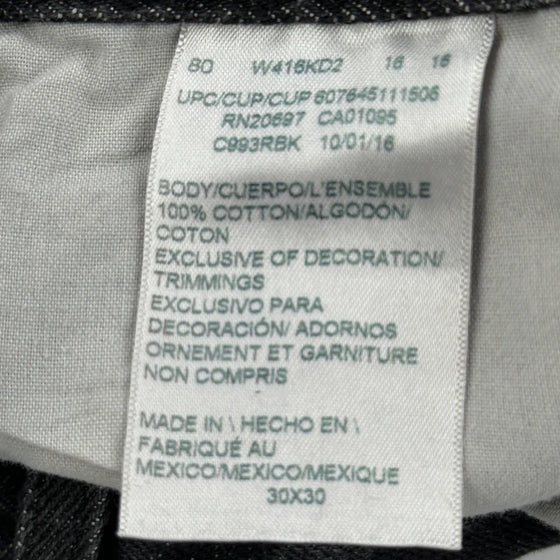 80 W416KD2 16 16
UPC/CUP/CUP 607645111506
RN20697 CA01095
C993RBK 10/01/16
BODY/CUERPO/L'ENSEMBLE
100% COTTON/ALGODÓN/
COTON
EXCLUSIVE OF DECORATION/
TRIMMINGS
EXCLUSIVO PARA
DECORACIÓN/ ADORNOS
ORNEMENT ET GARNITURE
NON COMPRIS
MADE IN \ HECHO EN \
FABRIQUÉ AU
MEXICO/MEXICO/MEXIQUE
30X30